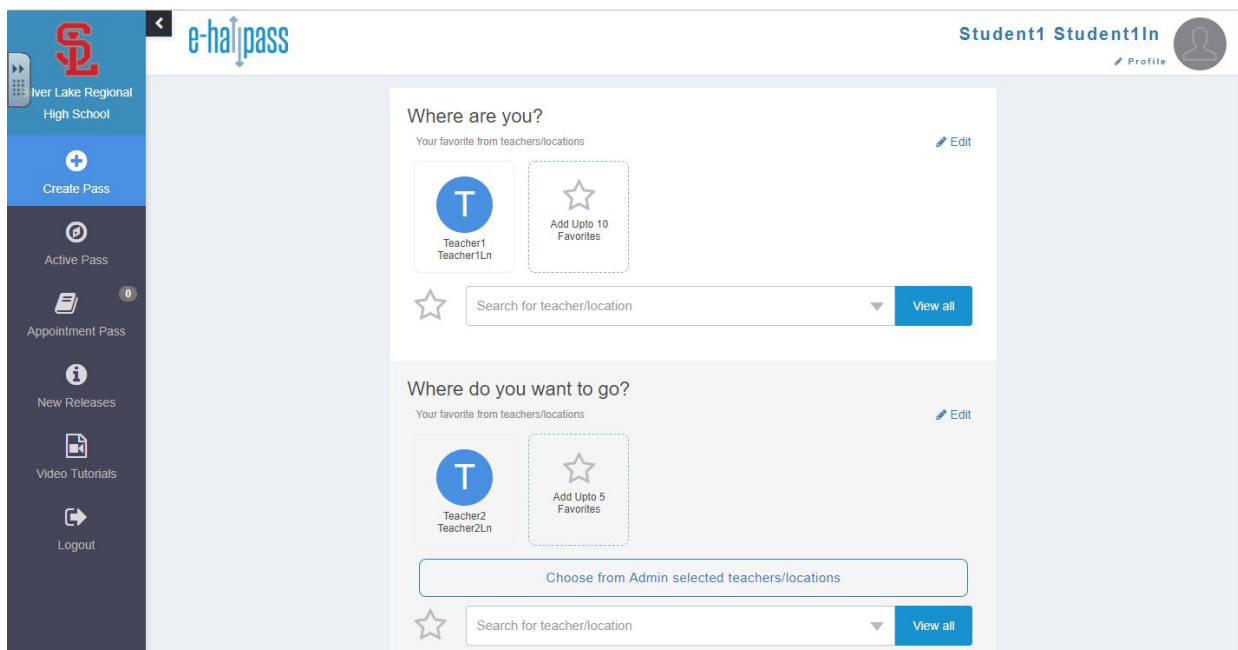 SL
e-hallpass
Student1 Student1ln
Profile
lver Lake Regional
High School
Create Pass
Active Pass
0
Appointment Pass
New Releases
Video Tutorials
Logout
Where are you?
Your favorite from teachers/locations
Edit
T
Teacher1
Teacher1Ln
Add Upto 10
Favorites
Search for teacher/location
View all
Where do you want to go?
Your favorite from teachers/locations
Edit
T
Teacher2
Teacher2Ln
Add Upto 5
Favorites
Choose from Admin selected teachers/locations
Search for teacher/location
View all